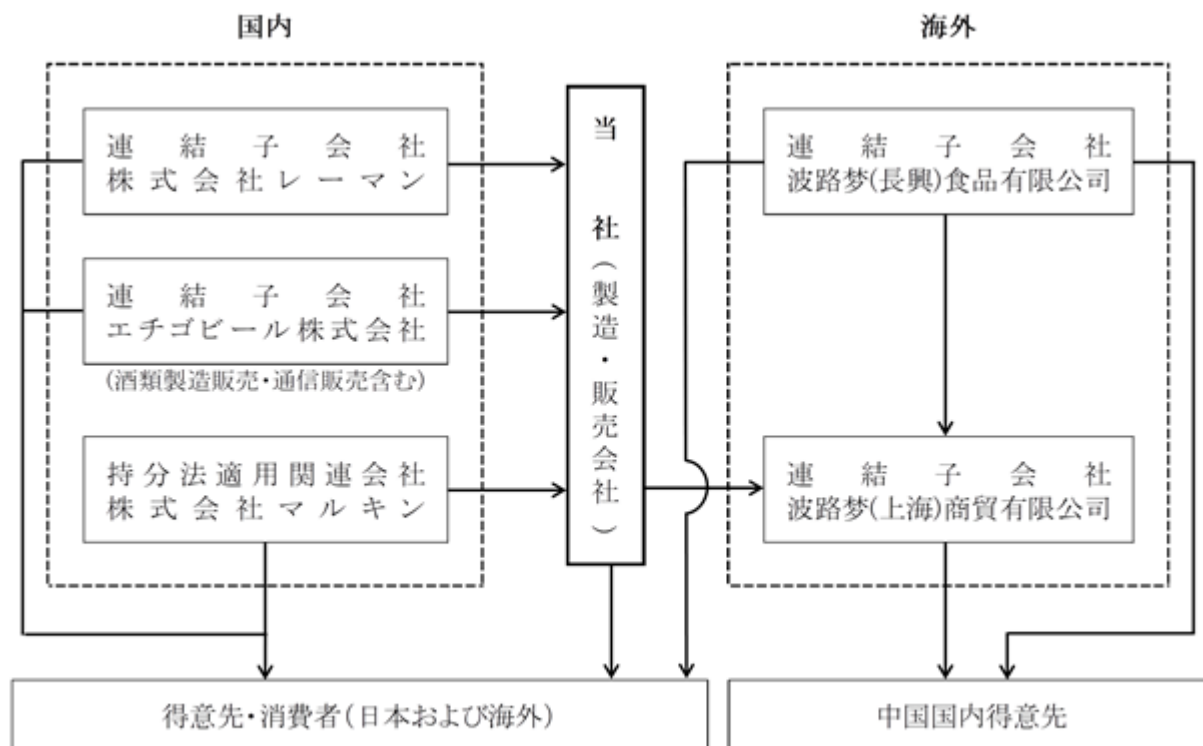 国内
海外
連結子会社
株式会社レーマン
連結子会社
エチゴビール株式会社
(酒類製造販売・通信販売含む)
持分法適用関連会社
株式会社マルキン
当社(製造・販売会社)
連結子会社
波路梦(長興)食品有限公司
連結子会社
波路梦(上海)商貿有限公司
得意先・消費者(日本および海外)
中国国内得意先